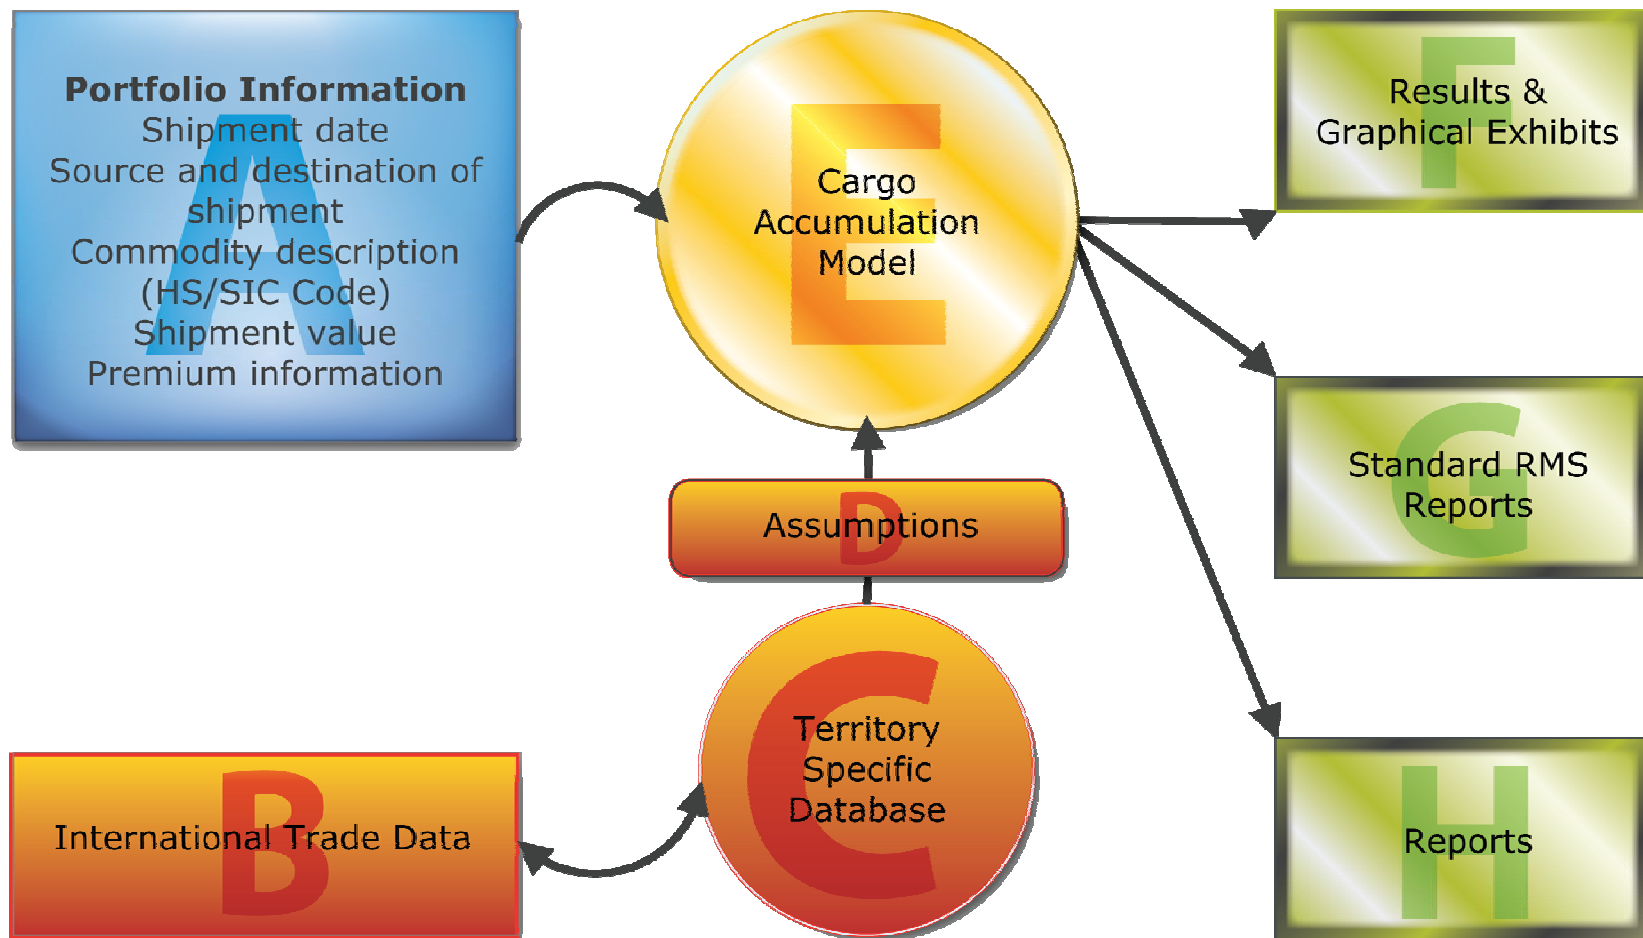 A
Portfolio Information
Shipment date
Source and destination of
shipment
Commodity description
(HS/SIC Code)
Shipment value
Premium information
E
Cargo
Accumulation
Model
F
Results &
Graphical Exhibits
G
Standard RMS
Reports
D
Assumptions
C
Territory
Specific
Database
B
International Trade Data
H
Reports